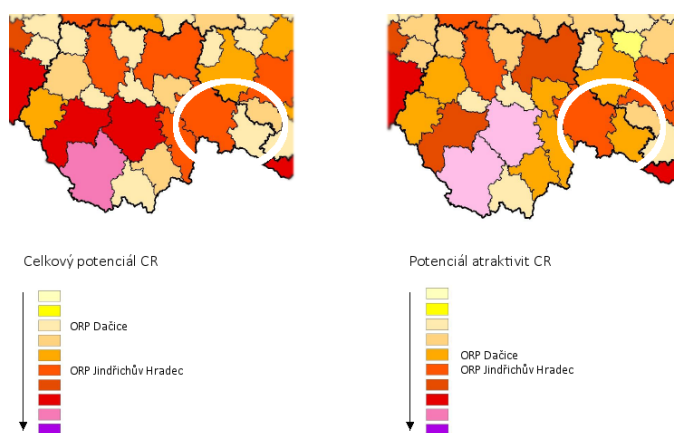 Celkový potenciál CR
ORP Dačice
ORP Jindřichův Hradec
Potenciál atraktivit CR
ORP Dačice
ORP Jindřichův Hradec